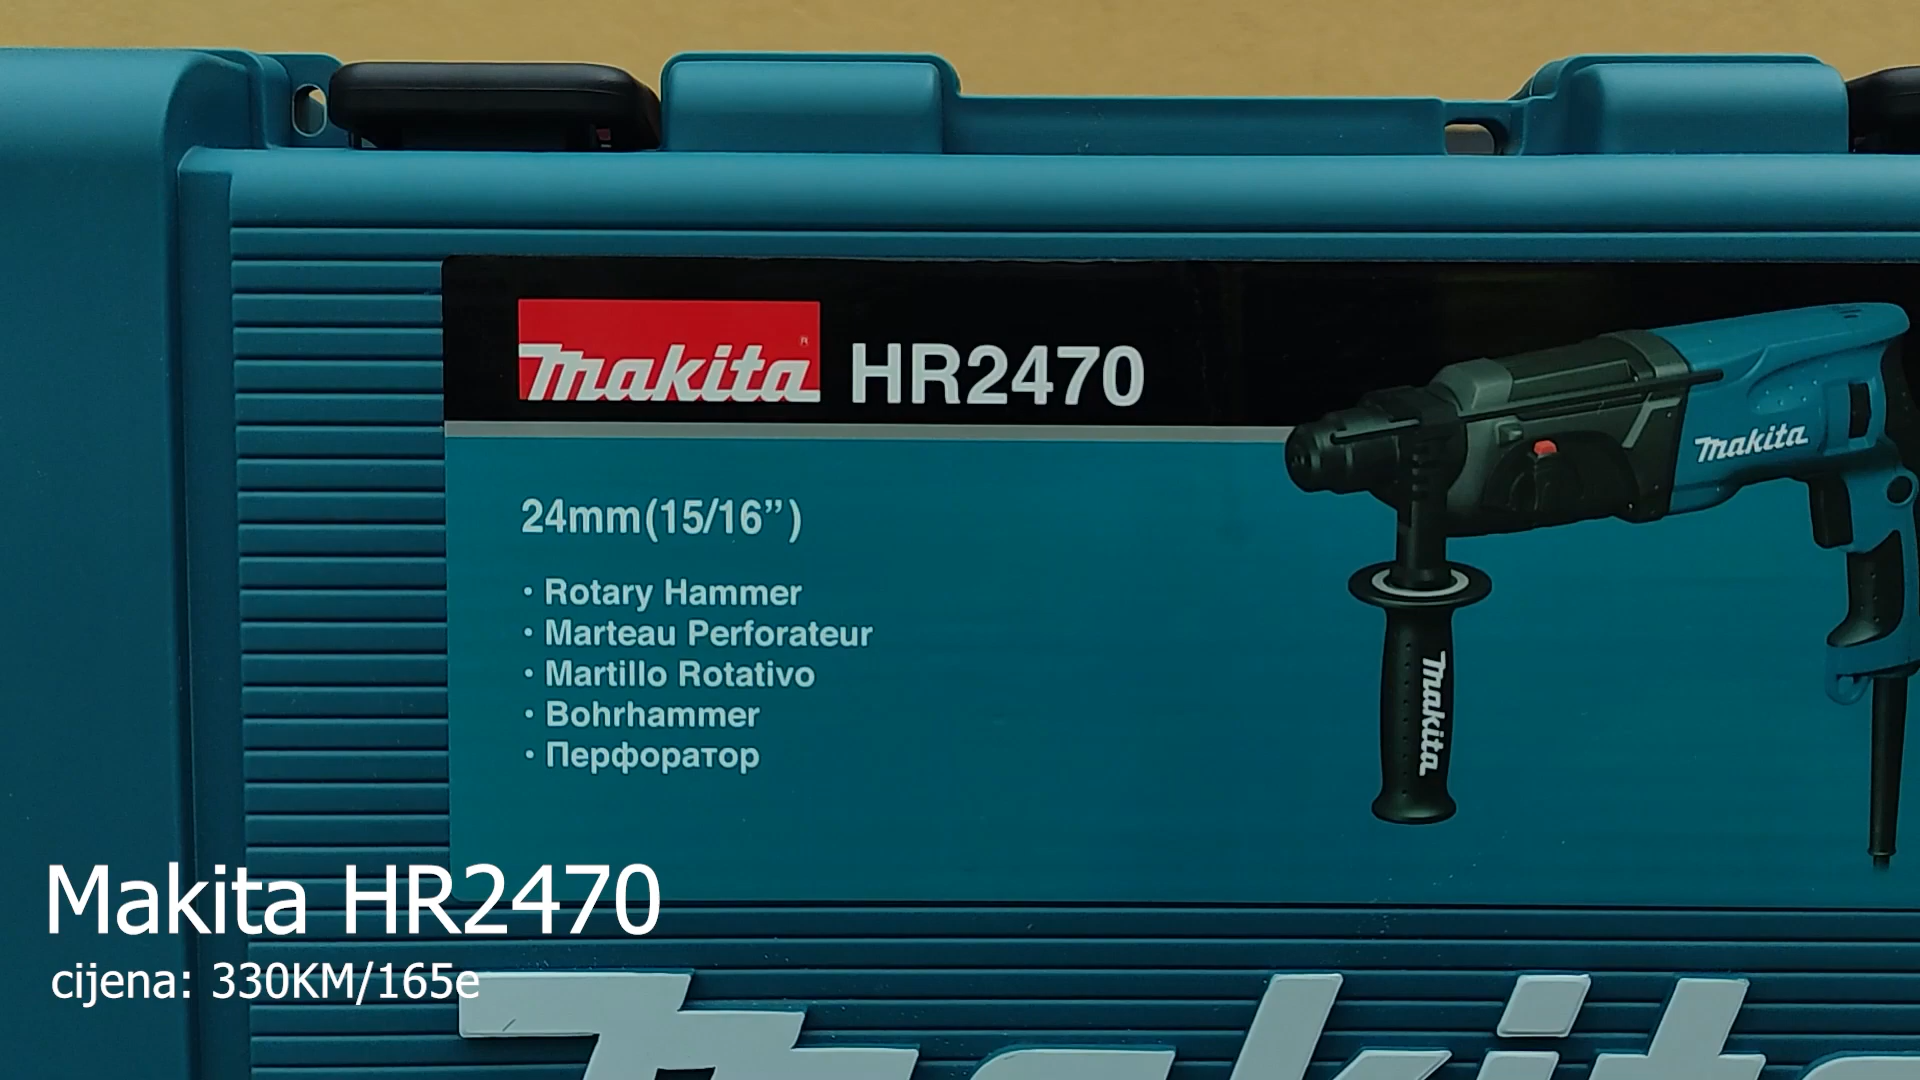 makita HR2470
24mm(15/16”)
· Rotary Hammer
· Marteau Perforateur
· Martillo Rotativo
· Bohrhammer
· Перфоратор
makita
makita
Makita HR2470
cijena: 330KM/165e
makita